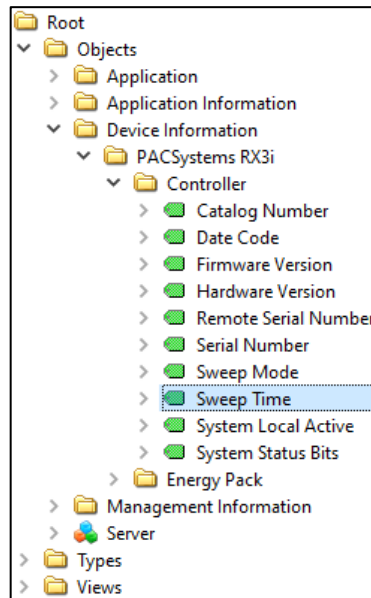 Root
Objects
Application
Application Information
Device Information
PACSystems RX3i
Controller
Catalog Number
Date Code
Firmware Version
Hardware Version
Remote Serial Number
Serial Number
Sweep Mode
Sweep Time
System Local Active
System Status Bits
Energy Pack
Management Information
Server
Types
Views